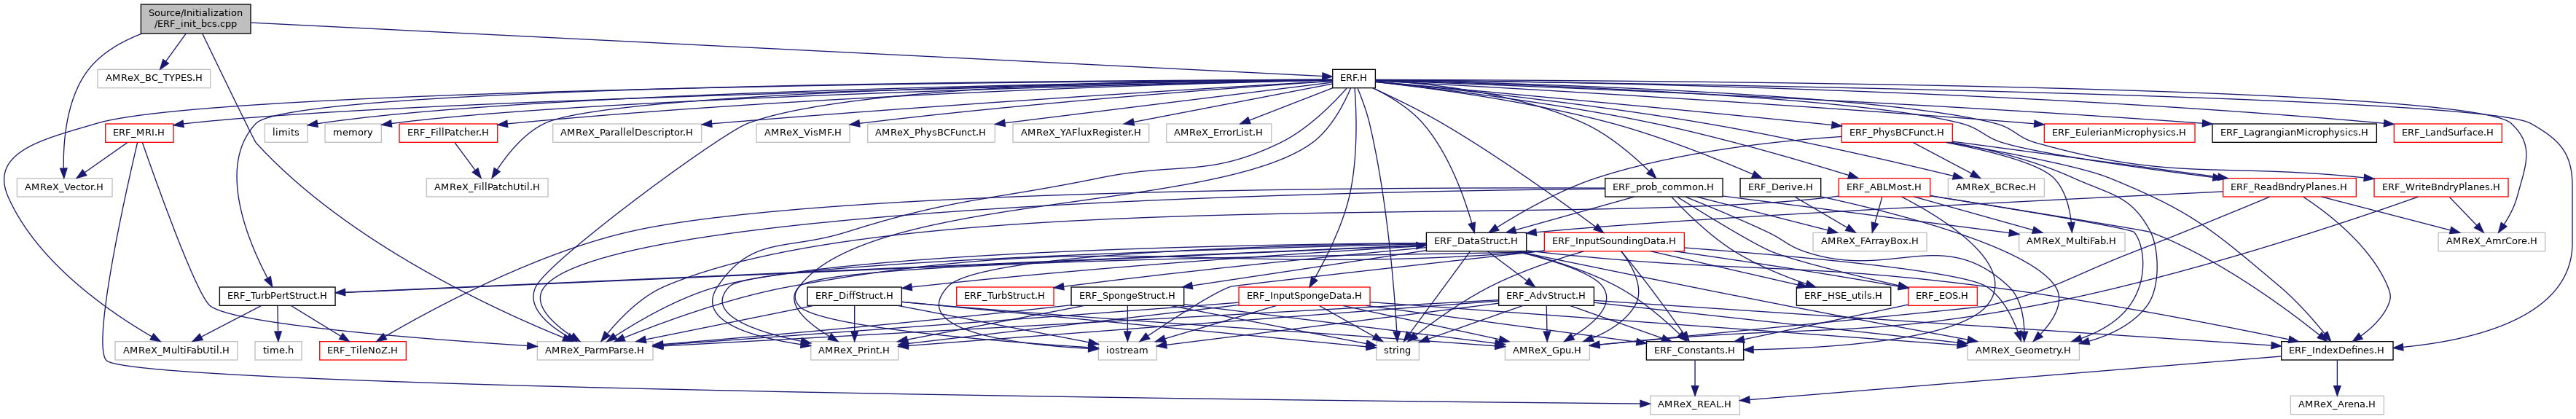 Source/Initialization
/ERF_init_bcs.cpp
AMReX_BC_TYPES.H
ERF.H
ERF_MRI.H
limits
memory
ERF_FillPatcher.H
AMReX_ParallelDescriptor.H
AMReX_VisMF.H
AMReX_PhysBCFunct.H
AMReX_YAFluxRegister.H
AMReX_ErrorList.H
ERF_PhysBCFunct.H
ERF_EulerianMicrophysics.H
ERF_LagrangianMicrophysics.H
ERF_LandSurface.H
AMReX_Vector.H
AMReX_FillPatchUtil.H
ERF_prob_common.H
ERF_Derive.H
ERF_ABLMost.H
AMReX_BCRec.H
ERF_ReadBndryPlanes.H
ERF_WriteBndryPlanes.H
ERF_DataStruct.H
ERF_InputSoundingData.H
AMReX_FArrayBox.H
AMReX_MultiFab.H
AMReX_AmrCore.H
ERF_TurbPertStruct.H
ERF_DiffStruct.H
ERF_TurbStruct.H
ERF_SpongeStruct.H
ERF_InputSpongeData.H
ERF_AdvStruct.H
ERF_HSE_utils.H
ERF_EOS.H
AMReX_MultiFabUtil.H
time.h
ERF_TileNoZ.H
AMReX_ParmParse.H
AMReX_Print.H
iostream
string
AMReX_Gpu.H
ERF_Constants.H
AMReX_Geometry.H
ERF_IndexDefines.H
AMReX_REAL.H
AMReX_Arena.H